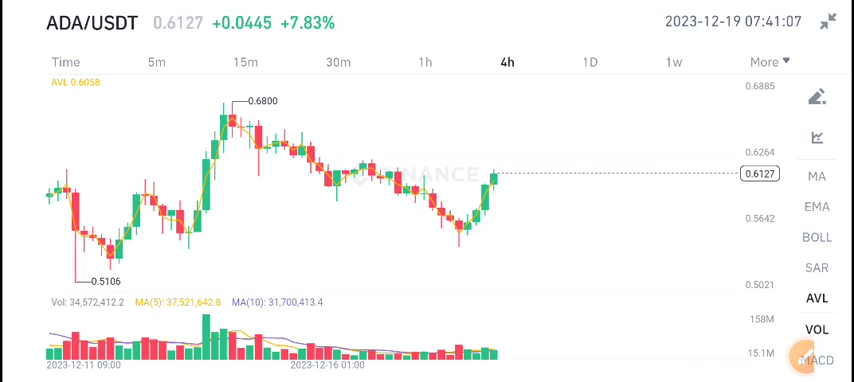 ADA/USDT 0.6127 +0.0445 +7.83% 2023-12-19 07:41:07
Time 5m 15m 30m 1h 4h 1D 1w More
AVL 0.6058
0.6885
0.6800
0.6264
BINANCE
0.6127
0.5642
0.5106
0.5021
Vol: 34,572,412.2 MA(5): 37,521,642.8 MA(10): 31,700,413.4
158M
15.1M
2023-12-11 09:00 2023-12-16 01:00
MA
EMA
BOLL
SAR
AVL
VOL
MACD